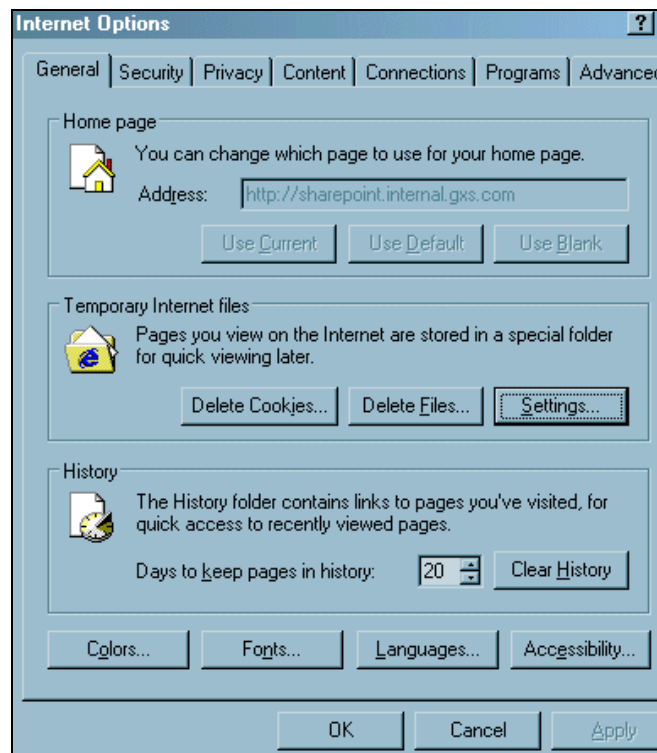 Internet Options ?
General Security Privacy Content Connections Programs Advanced
Home page
You can change which page to use for your home page.
Address: http://sharepoint.internal.gxs.com
Use Current Use Default Use Blank
Temporary Internet files
Pages you view on the Internet are stored in a special folder
for quick viewing later.
Delete Cookies... Delete Files... Settings...
History
The History folder contains links to pages you've visited, for
quick access to recently viewed pages.
Days to keep pages in history: 20 Clear History
Colors... Fonts... Languages... Accessibility...
OK Cancel Apply